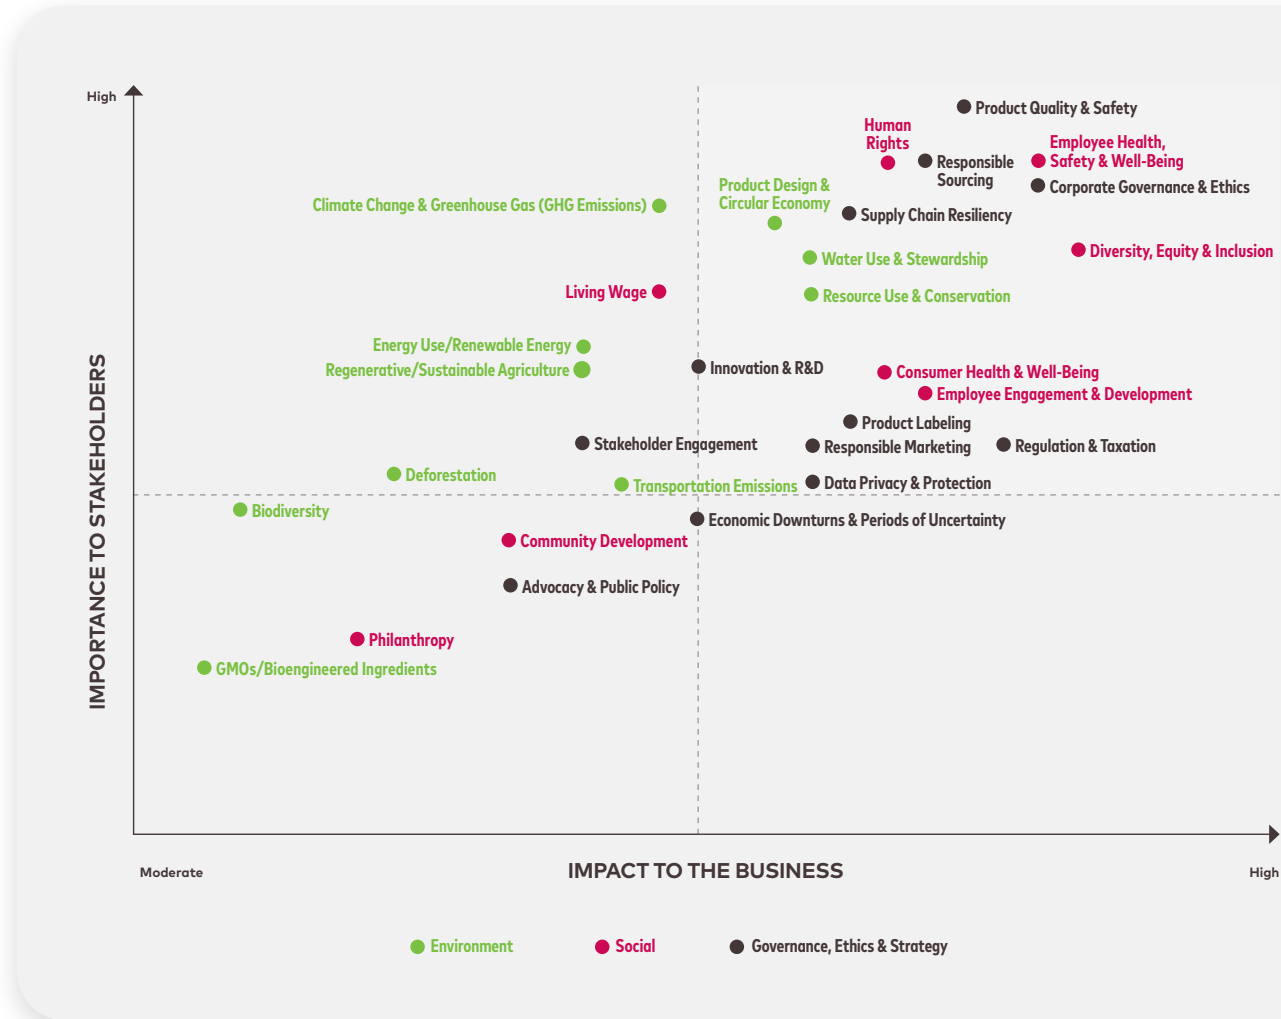 High
Product Quality & Safety
Human
Rights
Employee Health,
Safety & Well-Being
Responsible
Sourcing
Corporate Governance & Ethics
Product Design &
Circular Economy
Climate Change & Greenhouse Gas (GHG Emissions)
Supply Chain Resiliency
Diversity, Equity & Inclusion
Water Use & Stewardship
Living Wage
Resource Use & Conservation
Energy Use/Renewable Energy
Regenerative/Sustainable Agriculture
Innovation & R&D
Consumer Health & Well-Being
Employee Engagement & Development
Product Labeling
Stakeholder Engagement
Responsible Marketing
Regulation & Taxation
Deforestation
Transportation Emissions
Data Privacy & Protection
Biodiversity
Economic Downturns & Periods of Uncertainty
Community Development
Advocacy & Public Policy
Philanthropy
GMOs/Bioengineered Ingredients
IMPORTANCE TO STAKEHOLDERS
Moderate
IMPACT TO THE BUSINESS
High
Environment
Social
Governance, Ethics & Strategy